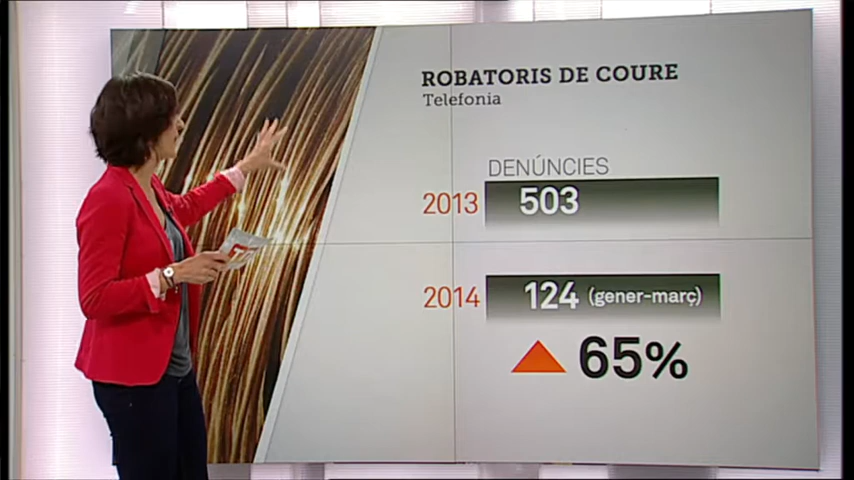 ROBATORIS DE COURE
Telefonia
DENÚNCIES
2013 503
2014 124 (gener-març)
65%